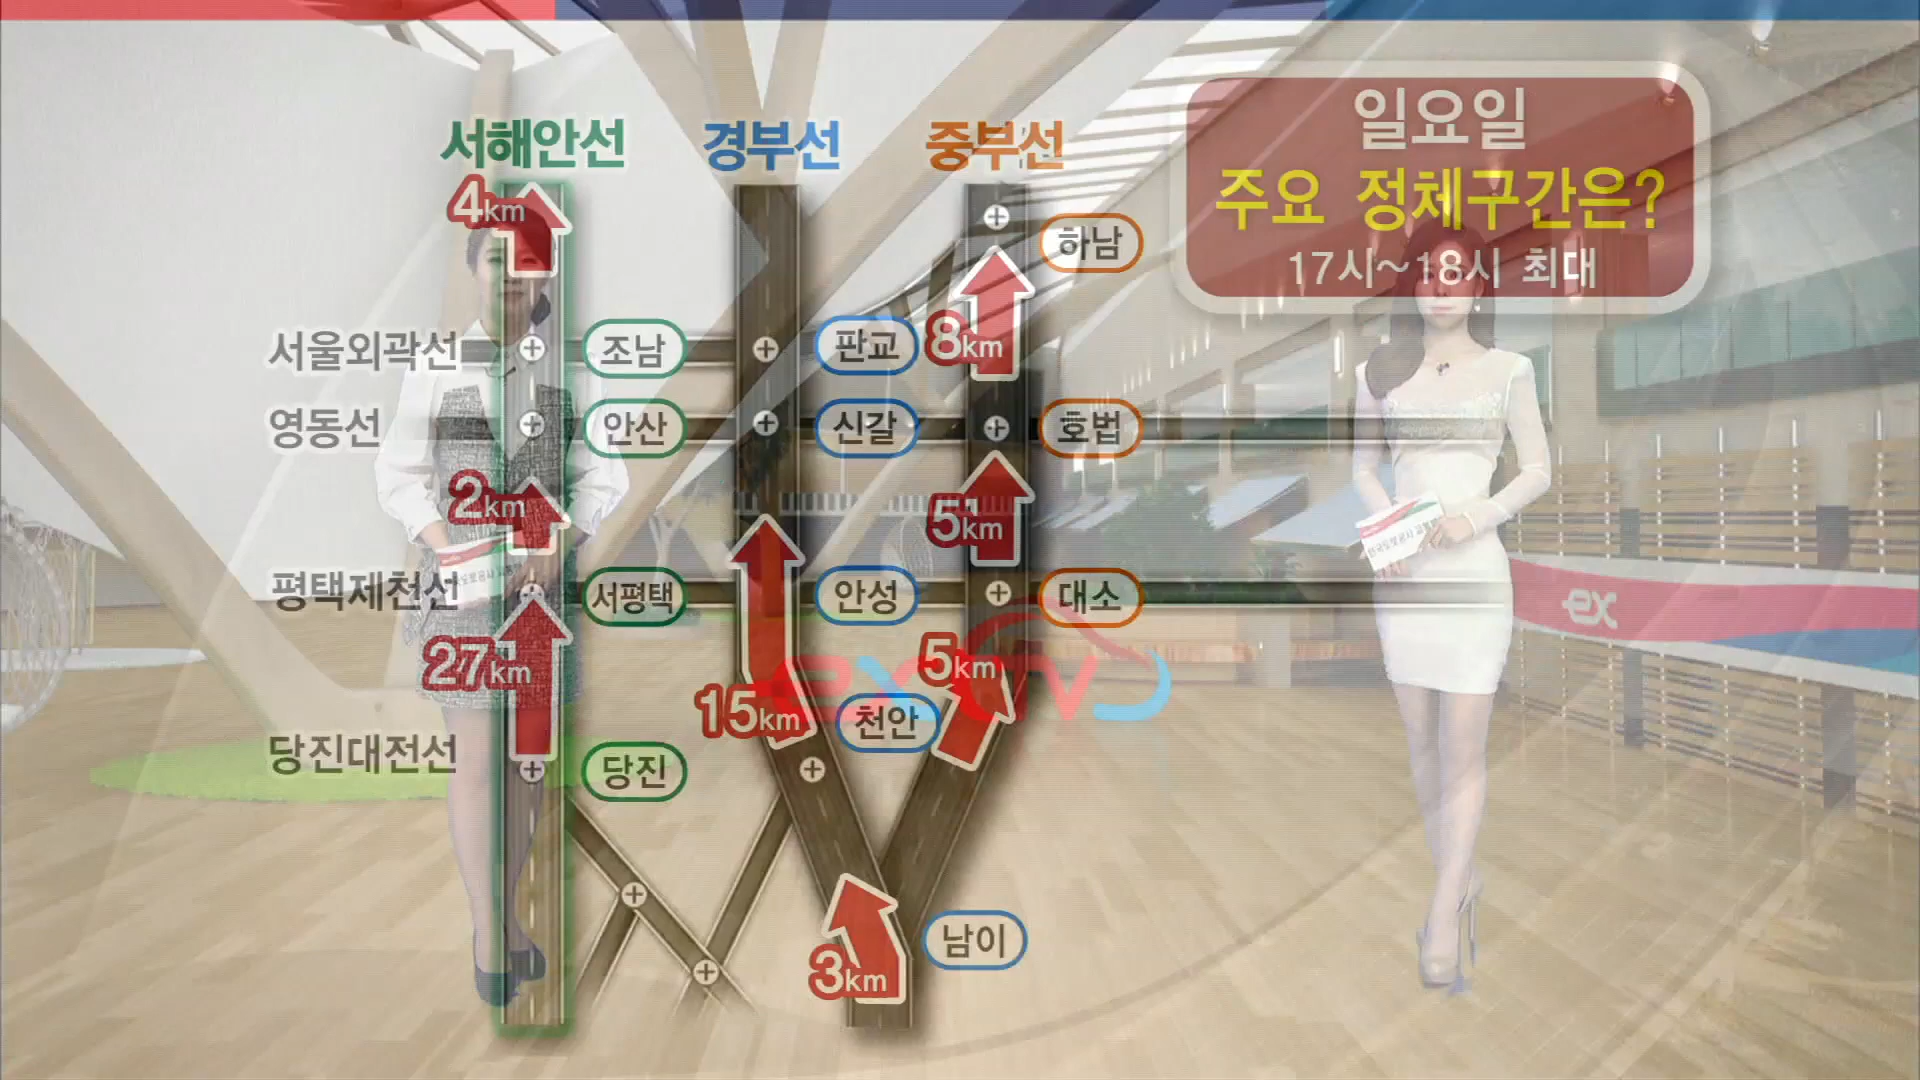 일요일
주요 정체구간은?
17시~18시 최대
서해안선
경부선
중부선
4km
하남
서울외곽선
조남
판교
8km
영동선
안산
신갈
호법
2km
5km
평택제천선
서평택
안성
대소
27km
5km
15km
천안
ex TV
ex
당진대전선
당진
남이
3km